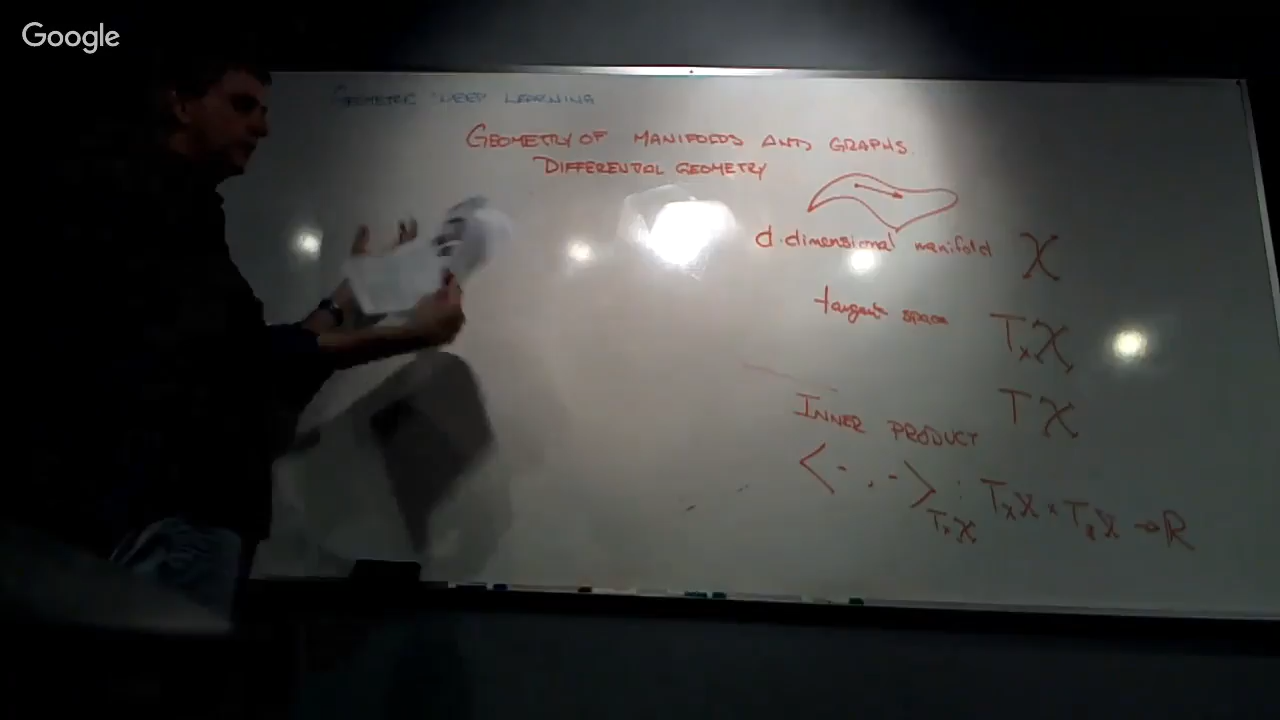 Google
GEOMETRIC DEEP LEARNING
GEOMETRY OF MANIFOLDS AND GRAPHS.
DIFFERENTIAL GEOMETRY
d-dimensional manifold X
tangent space TₓX
TX
INNER PRODUCT
<-,->TₓX : TₓX × TₓX → R